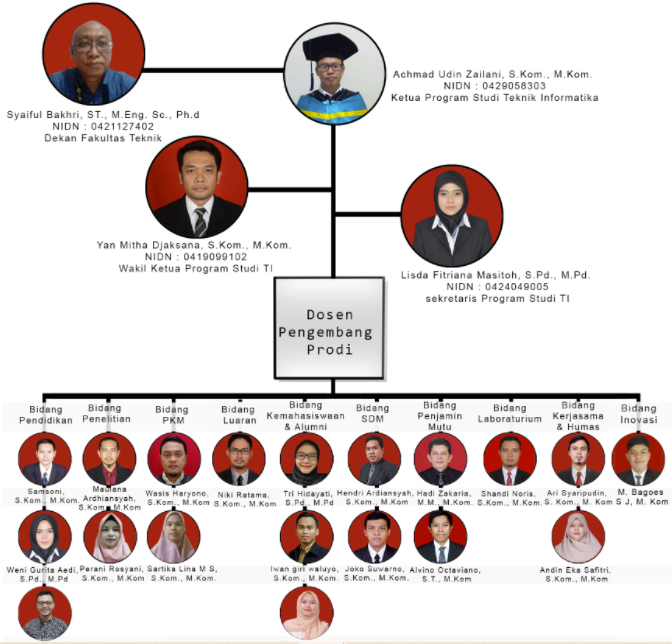 Achmad Udin Zailani, S.Kom., M.Kom.
NIDN : 0429058303
Ketua Program Studi Teknik Informatika
Syaiful Bakhri, ST., M.Eng. Sc., Ph.d
NIDN : 0421127402
Dekan Fakultas Teknik
Yan Mitha Djaksana, S.Kom., M.Kom.
NIDN : 0419099102
Wakil Ketua Program Studi TI
Lisda Fitriana Masitoh, S.Pd., M.Pd.
NIDN : 0424049005
sekretaris Program Studi TI
Dosen
Pengembang
Prodi
Bidang
Pendidikan
Bidang
Penelitian
Bidang
PKM
Bidang
Luaran
Bidang
Kemahasiswaan
& Alumni
Bidang
SDM
Bidang
Penjamin
Mutu
Bidang
Laboraturium
Bidang
Kerjasama
& Humas
Bidang
Inovasi
Samsoni,
S.Kom., M.Kom.
Maulana
Ardhiansyah,
S.Kom., M.Kom
Wasis Haryono,
S.Kom., M.Kom
Niki Ratama,
S.Kom., M.Kom
Tri Hidayati,
S.Pd., M.Pd
Hendri Ardiansyah,
S.Kom., M.Kom.
Hadi Zakaria,
M.M., M.Kom.
Shandi Noris,
S.Kom., M.Kom.
Ari Syaripudin,
S.Kom., M. Kom
M. Bagoes
S J, M. Kom
Weni Gurita Aedi,
S.Pd., M.Pd
Perani Rosyani,
S.Kom., M.Kom
Sartika Lina M S,
S.Kom., M.Kom.
Iwan giri waluyo,
S.Kom., M.Kom.
Joko Suwarno,
S.Kom., M.Kom.
Alvino Octaviano,
S.T., M.Kom
Andin Eka Safitri,
S.Kom., M.Kom